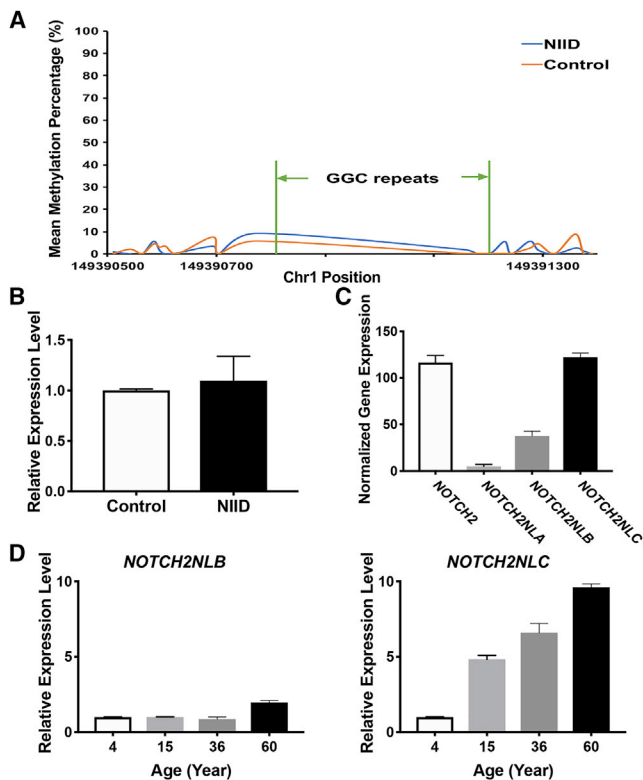 A
Mean Methylation Percentage (%)
100
90
80
70
60
50
40
30
20
10
0
NIID
Control
GGC repeats
149390500
149390700
149391300
Chr1 Position
B
Relative Expression Level
1.5
1.0
0.5
0.0
Control
NIID
C
Normalized Gene Expression
150
100
50
0
NOTCH2
NOTCH2NLA
NOTCH2NLB
NOTCH2NLC
D
NOTCH2NLB
Relative Expression Level
10
5
0
4
15
36
60
Age (Year)
NOTCH2NLC
Relative Expression Level
10
5
0
4
15
36
60
Age (Year)